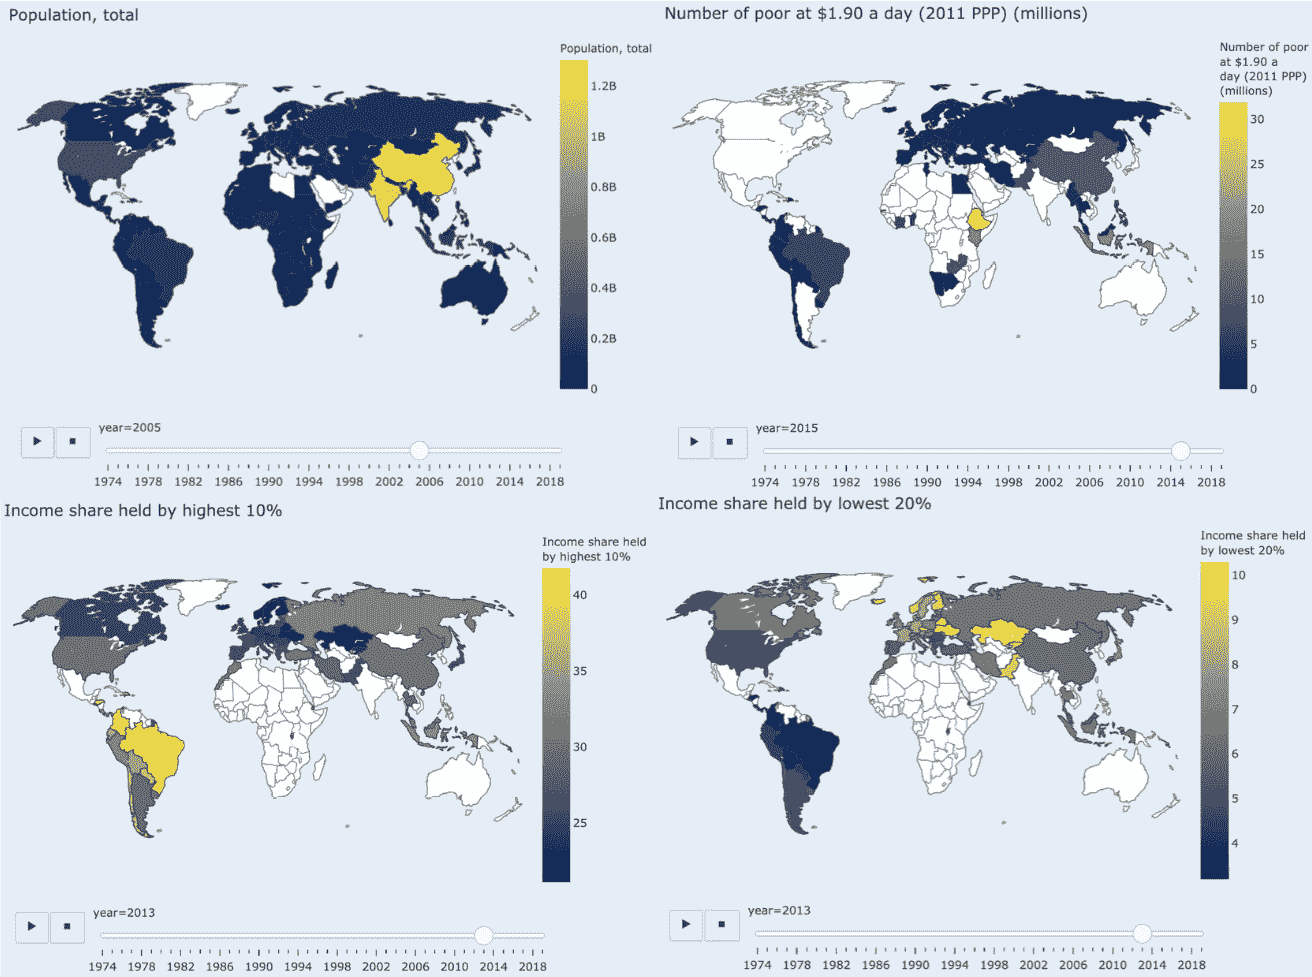 Population, total
Population, total
1.2B
1B
0.8B
0.6B
0.4B
0.2B
0
year=2005
1974 1978 1982 1986 1990 1994 1998 2002 2006 2010 2014 2018
Number of poor at $1.90 a day (2011 PPP) (millions)
Number of poor
at $1.90 a
day (2011 PPP)
(millions)
30
25
20
15
10
5
0
year=2015
1974 1978 1982 1986 1990 1994 1998 2002 2006 2010 2014 2018
Income share held by highest 10%
Income share held
by highest 10%
40
35
30
25
year=2013
1974 1978 1982 1986 1990 1994 1998 2002 2006 2010 2014 2018
Income share held by lowest 20%
Income share held
by lowest 20%
10
9
8
7
6
5
4
year=2013
1974 1978 1982 1986 1990 1994 1998 2002 2006 2010 2014 2018